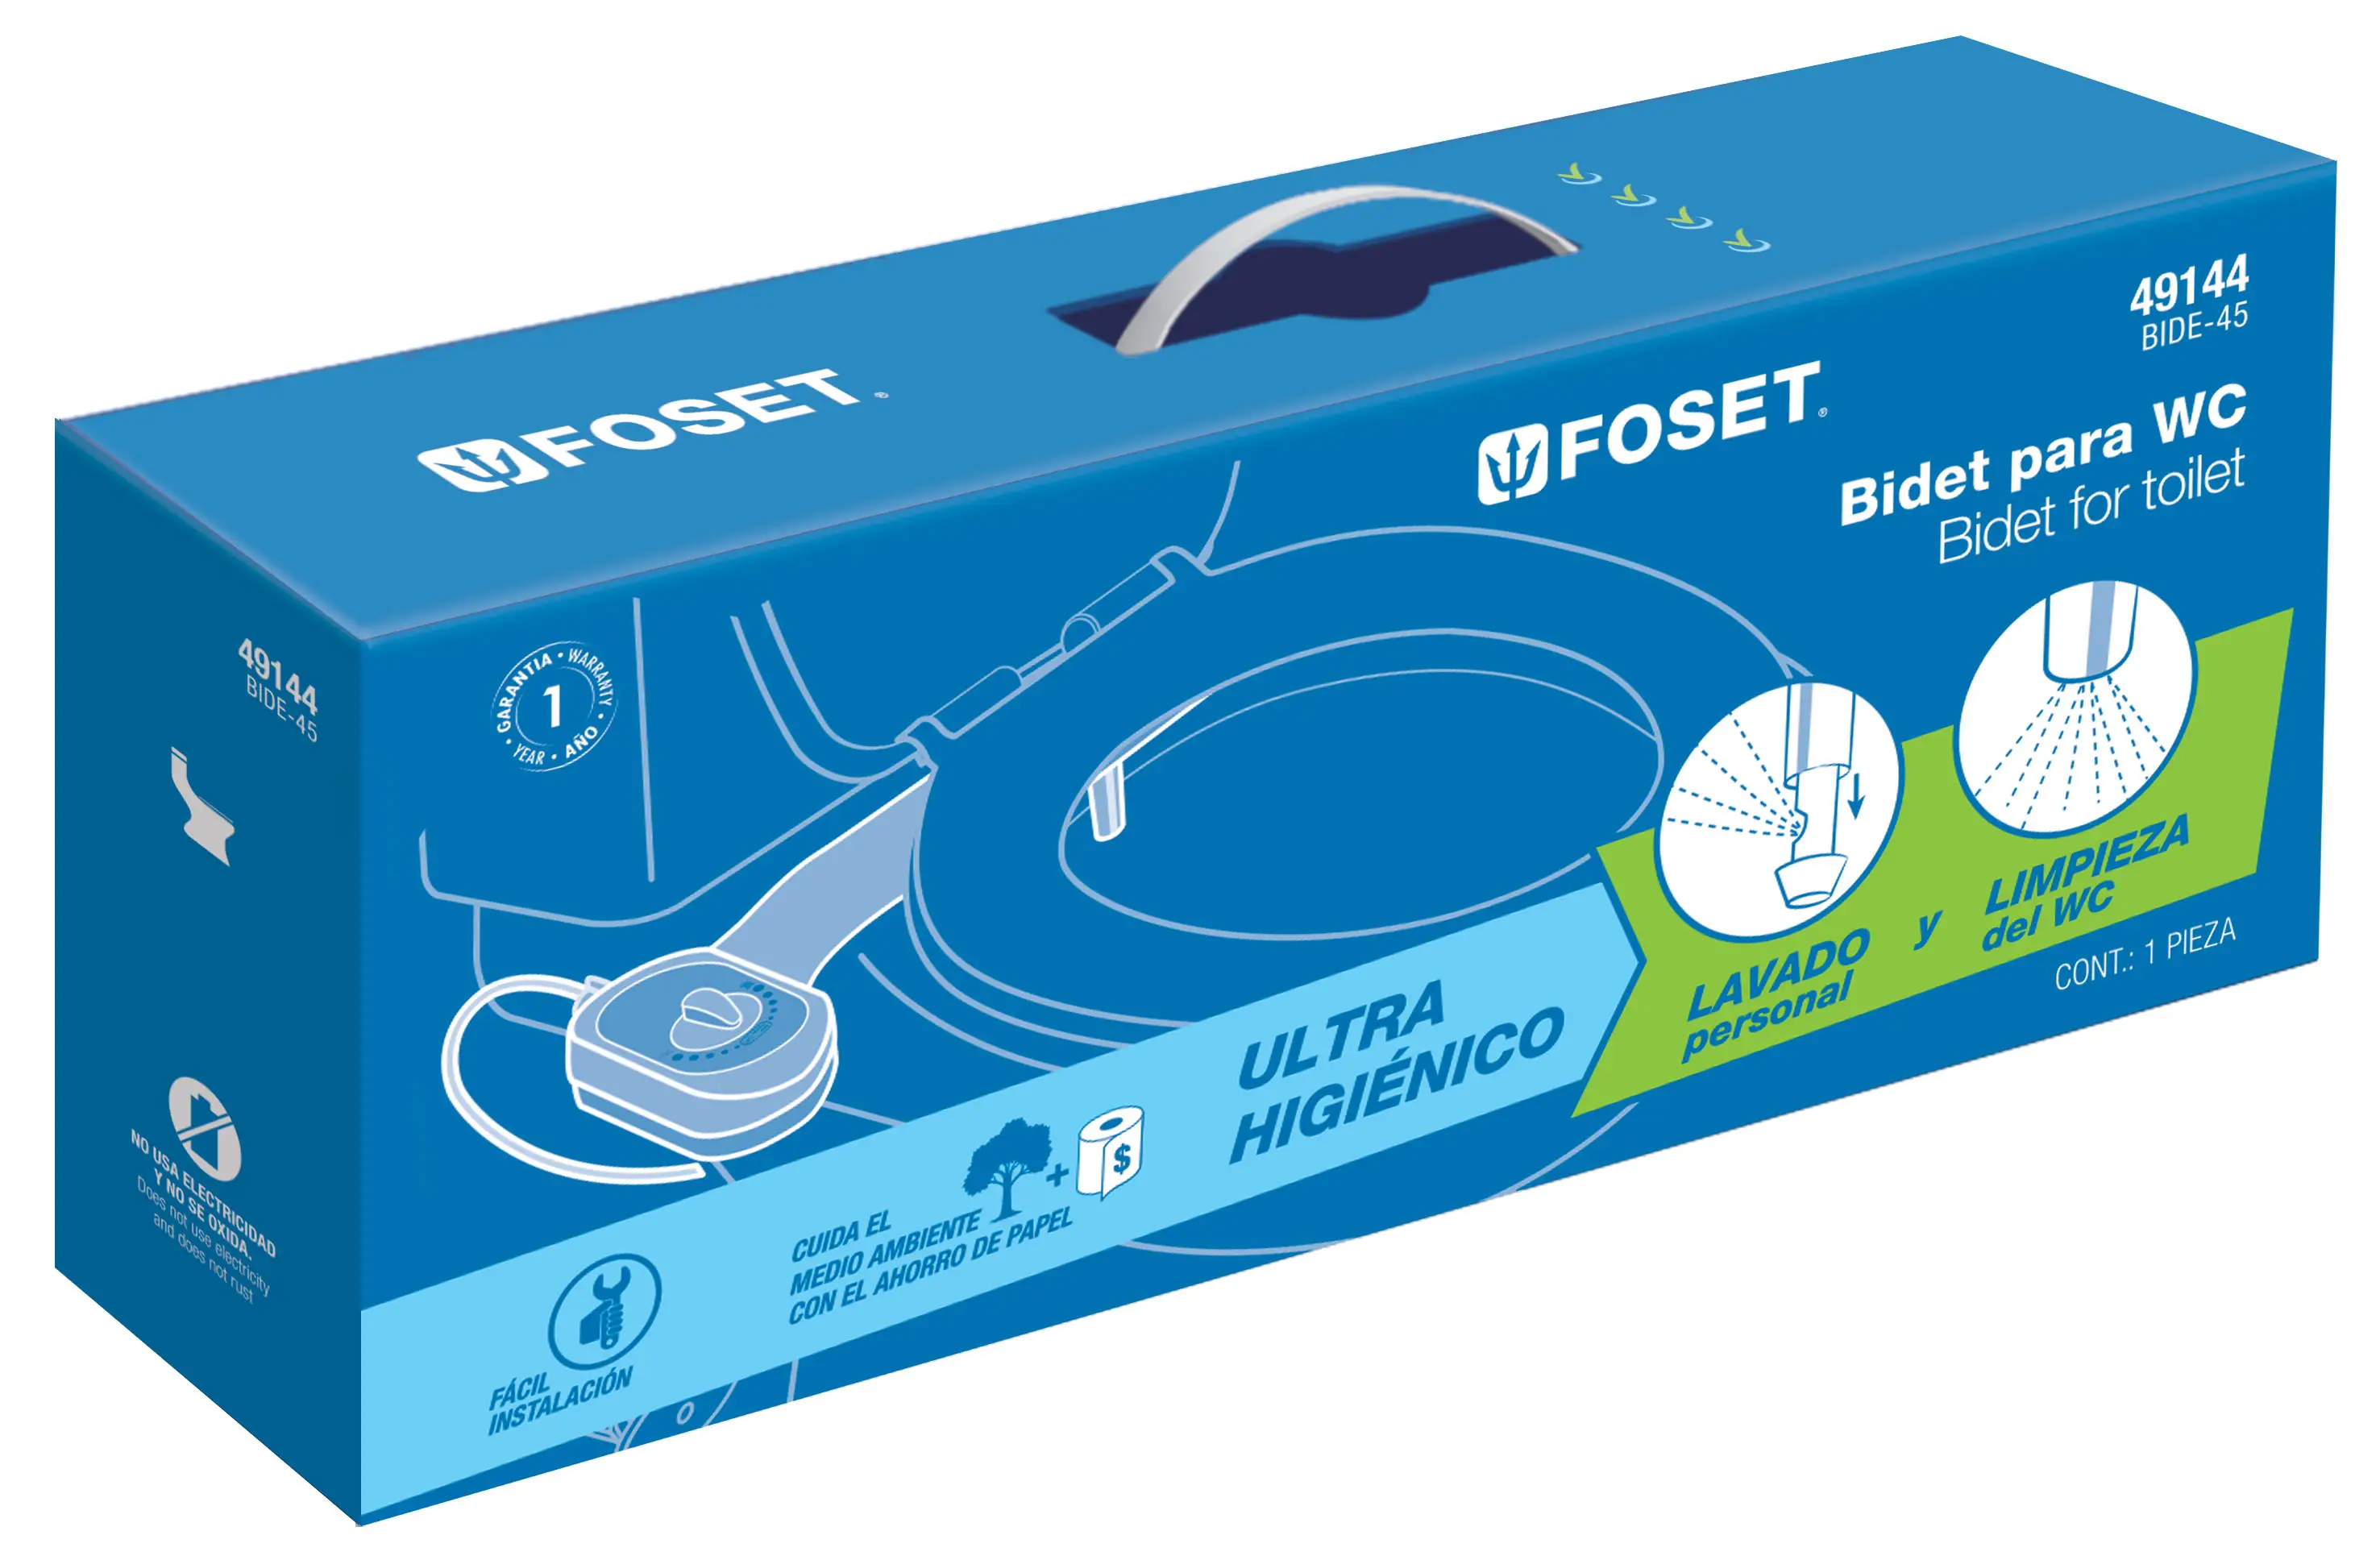 FOSET®
49144
BIDE-45
FOSET®
Bidet para WC
Bidet for toilet
GARANTIA • WARRANTY •
1
YEAR • AÑO •
49144
BIDE-45
NO USA ELECTRICIDAD
Y NO SE OXIDA.
Does not use electricity
and does not rust
LAVADO
personal
y
LIMPIEZA
del WC
CONT.: 1 PIEZA
ULTRA
HIGIÉNICO
$
+
CUIDA EL
MEDIO AMBIENTE
CON EL AHORRO DE PAPEL
FÁCIL
INSTALACIÓN